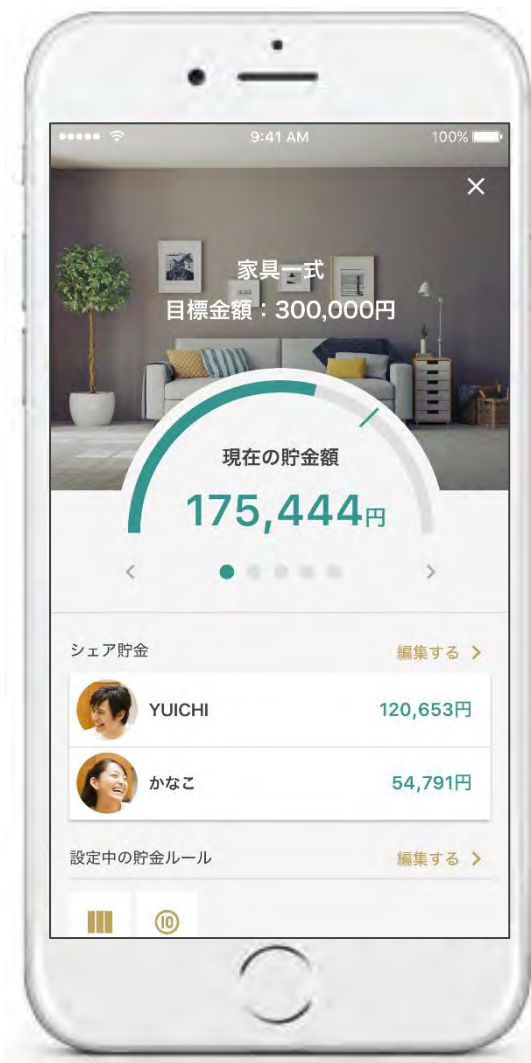 9:41 AM
100%
家具一式
目標金額：300,000円
現在の貯金額
175,444円
シェア貯金
編集する
YUICHI
120,653円
かなこ
54,791円
設定中の貯金ルール
編集する
10